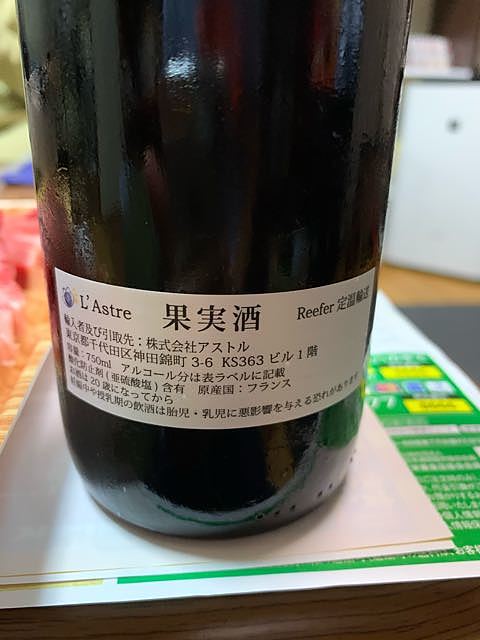 L'Astre 果実酒 Reefer 定温輸送
輸入者及び引取先：株式会社アストル
東京都千代田区神田錦町 3-6 KS363 ビル 1 階
容量・750ml アルコール分は表ラベルに記載
酸化防止剤（亜硫酸塩）含有 原産国：フランス
飲酒は 20 歳になってから
妊娠中や授乳期の飲酒は胎児・乳児に悪影響を与える恐れがあります